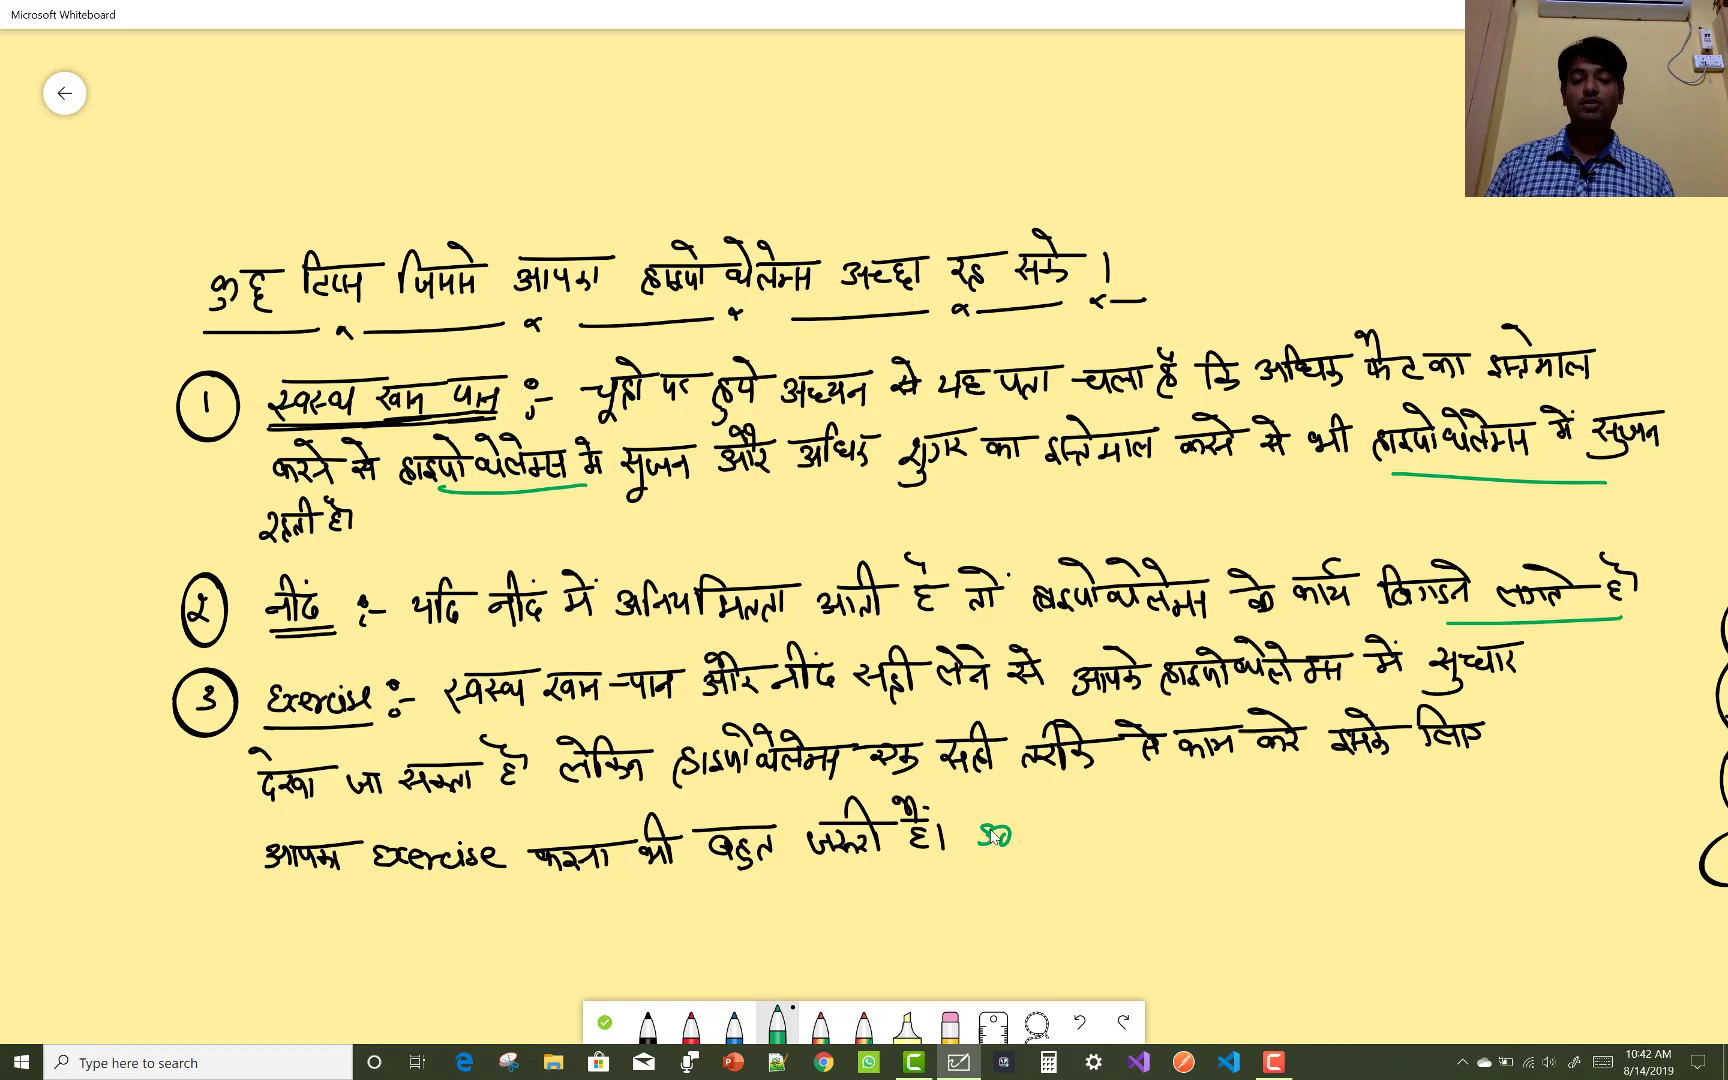 Microsoft Whiteboard
कुछ टिप्स जिससे आपका हाइपोथेलेमस अच्छा रह सके।
1 स्वस्थ खान पान :- चूहो पर हुये अध्यन से यह पता चला है कि अधिक फैट का इस्तेमाल
करने से हाइपोथेलेमस में सूजन और अधिक शुगर का इस्तेमाल करने से भी हाइपोथेलेमस में सूजन
रहती है।
2 नींद :- यदि नींद में अनियमितता आती है तो हाइपोथेलेमस के कार्य बिगडने लगते है
3 Exercise :- स्वस्थ खान-पान और नींद सही लेने से आपके हाइपोथेलेमस में सुधार
देखा जा सकता है लेकिन हाइपोथेलेमस एक सही तरीके से काम करे इसके लिए
आपका exercise करना भी बहुत जरूरी है। 50
Type here to search
10:42 AM
8/14/2019